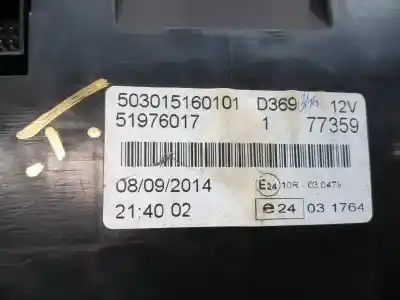 503015160101 D369 12V
51976017 1 77359
08/09/2014 E24 10R - 03 0479
21:40 02 e24 03 1764